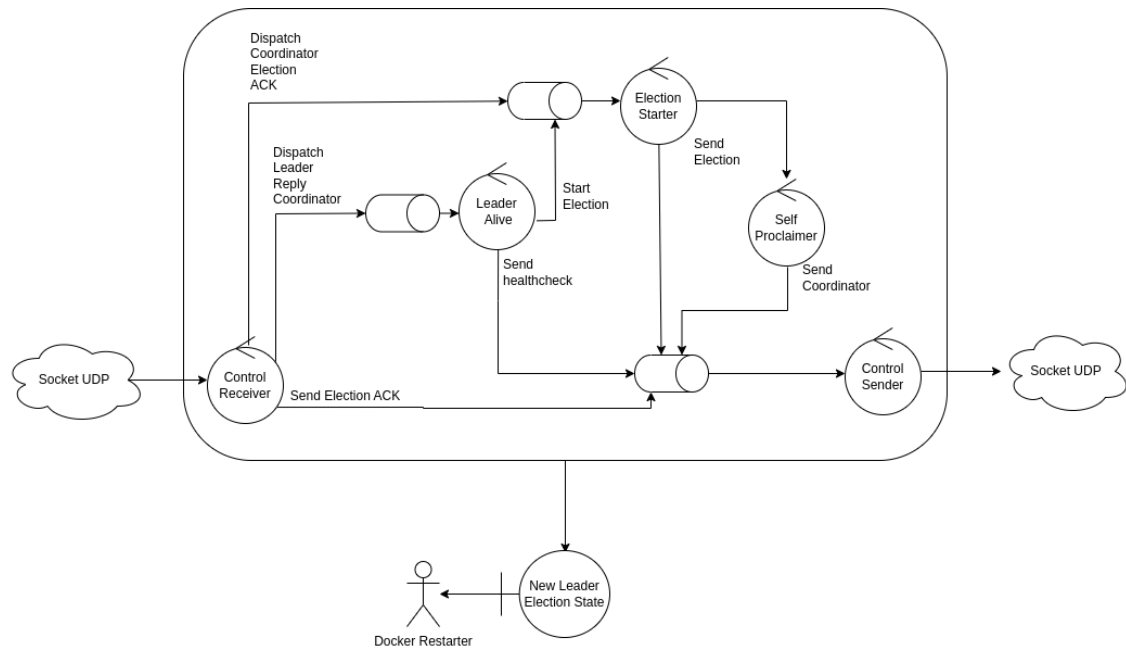 Dispatch
Coordinator
Election
ACK
Election
Starter
Send
Election
Dispatch
Leader
Reply
Coordinator
Leader
Alive
Start
Election
Self
Proclaimer
Send
healthcheck
Send
Coordinator
Socket UDP
Control
Receiver
Send Election ACK
Control
Sender
Socket UDP
New Leader
Election State
Docker Restarter